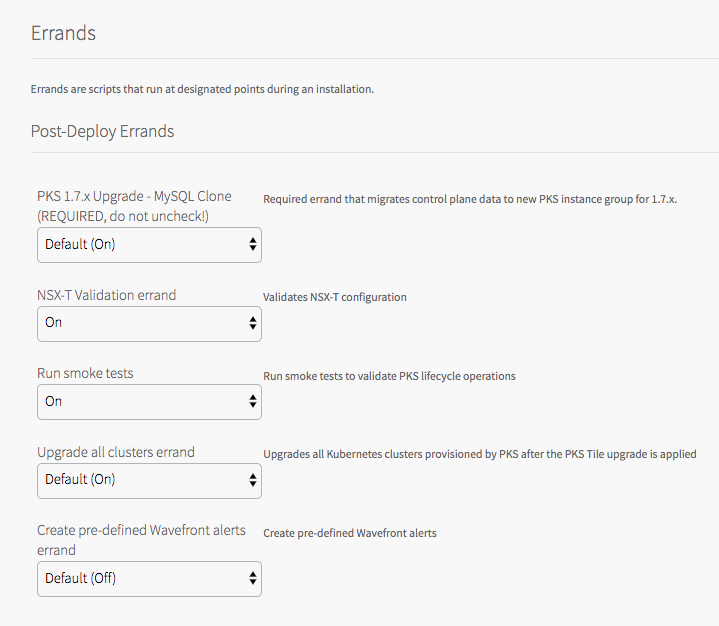 Errands
Errands are scripts that run at designated points during an installation.
Post-Deploy Errands
PKS 1.7.x Upgrade - MySQL Clone
(REQUIRED, do not uncheck!)
Required errand that migrates control plane data to new PKS instance group for 1.7.x.
Default (On)
NSX-T Validation errand
Validates NSX-T configuration
On
Run smoke tests
Run smoke tests to validate PKS lifecycle operations
On
Upgrade all clusters errand
Upgrades all Kubernetes clusters provisioned by PKS after the PKS Tile upgrade is applied
Default (On)
Create pre-defined Wavefront alerts
errand
Create pre-defined Wavefront alerts
Default (Off)